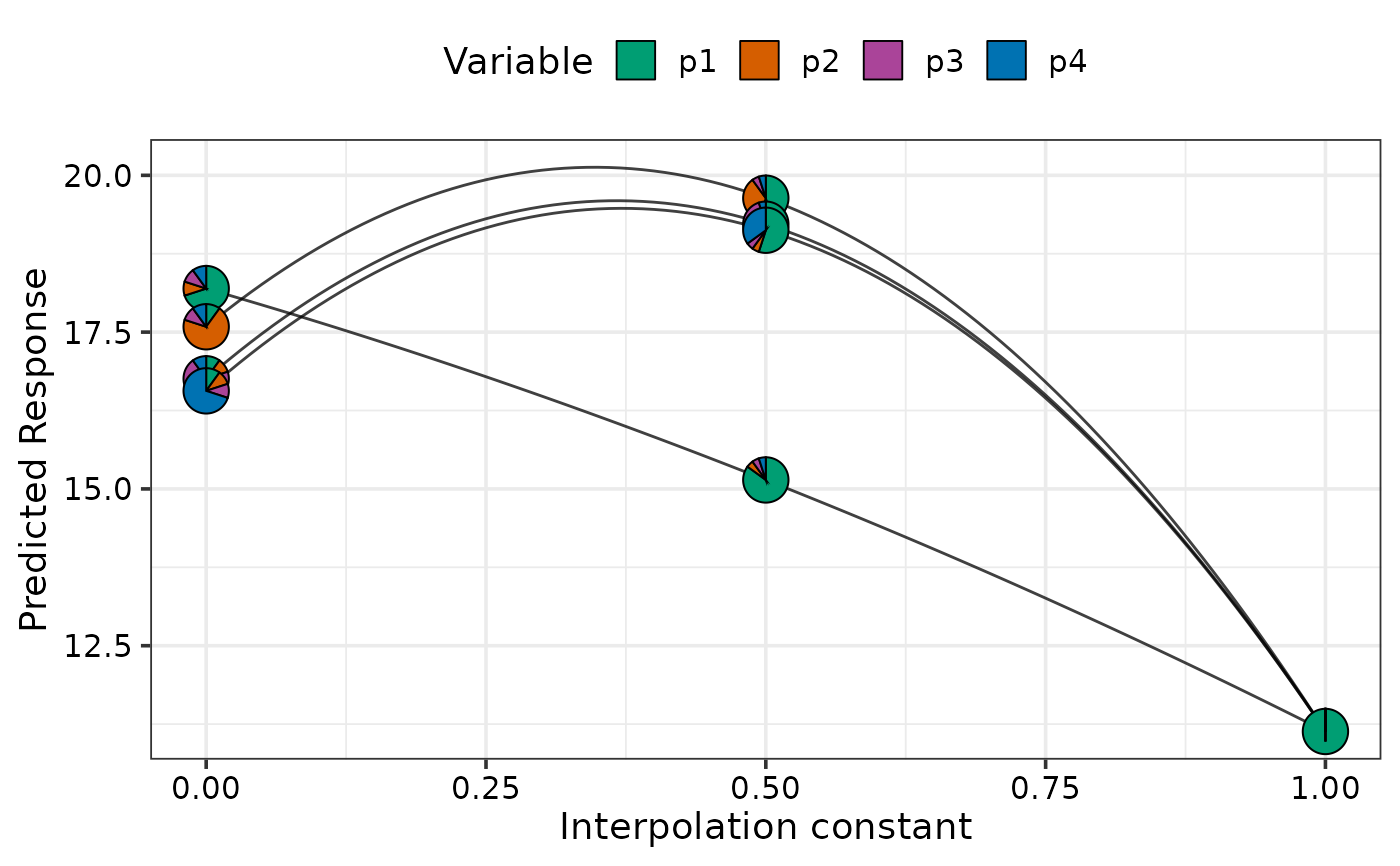 Variable p1 p2 p3 p4
Predicted Response
20.0
17.5
15.0
12.5
0.00 0.25 0.50 0.75 1.00
Interpolation constant